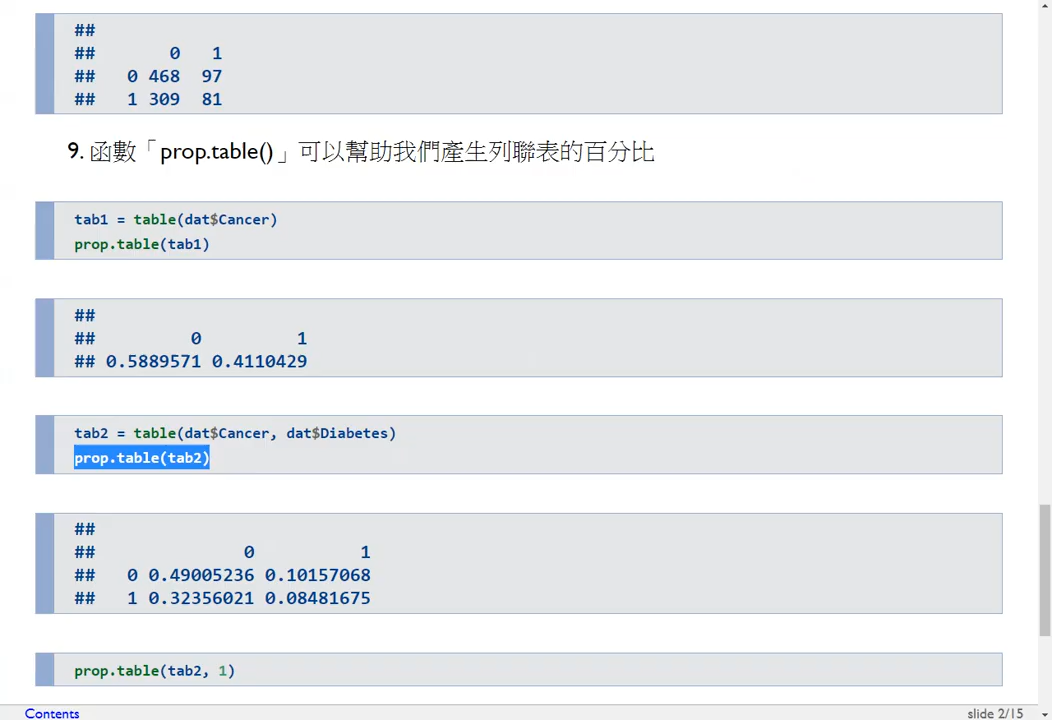 ##
##       0   1
##   0 468  97
##   1 309  81
9. 函數「prop.table()」可以幫助我們產生列聯表的百分比
tab1 = table(dat$Cancer)
prop.table(tab1)
##
##         0         1
## 0.5889571 0.4110429
tab2 = table(dat$Cancer, dat$Diabetes)
prop.table(tab2)
##
##              0          1
##   0 0.49005236 0.10157068
##   1 0.32356021 0.08481675
prop.table(tab2, 1)
Contents
slide 2/15